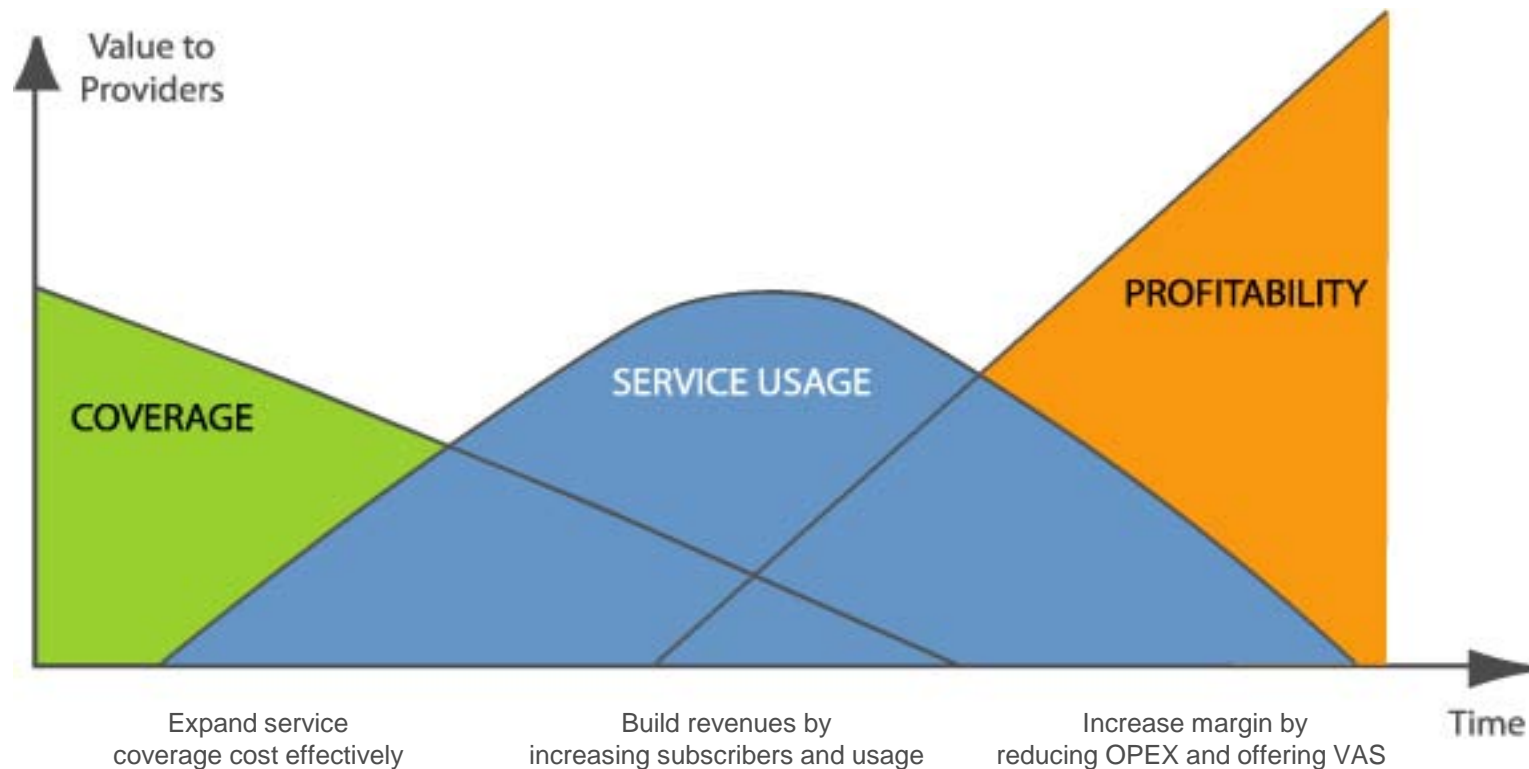 Value to
Providers
COVERAGE
SERVICE USAGE
PROFITABILITY
Expand service
coverage cost effectively
Build revenues by
increasing subscribers and usage
Increase margin by
reducing OPEX and offering VAS
Time